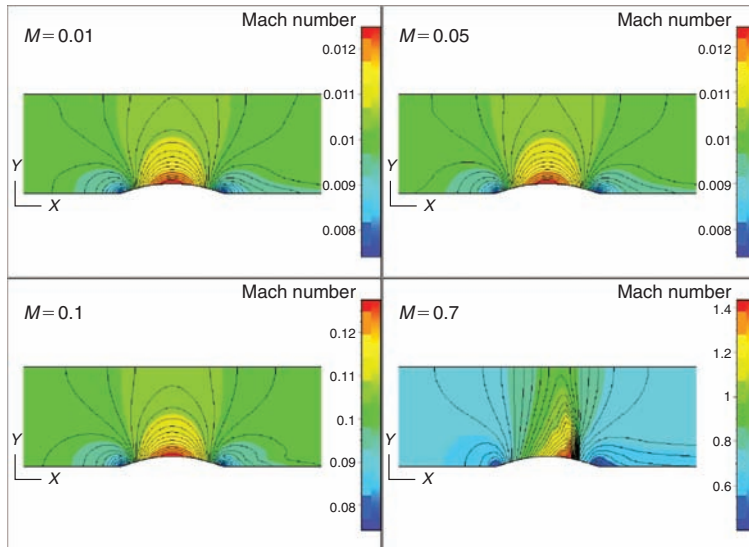 Mach number
M=0.01
0.012
0.011
0.01
0.009
0.008
Y
X
Mach number
M=0.05
0.012
0.011
0.01
0.009
0.008
Y
X
Mach number
M=0.1
0.12
0.11
0.1
0.09
0.08
Y
X
Mach number
M=0.7
1.4
1.2
1
0.8
0.6
Y
X